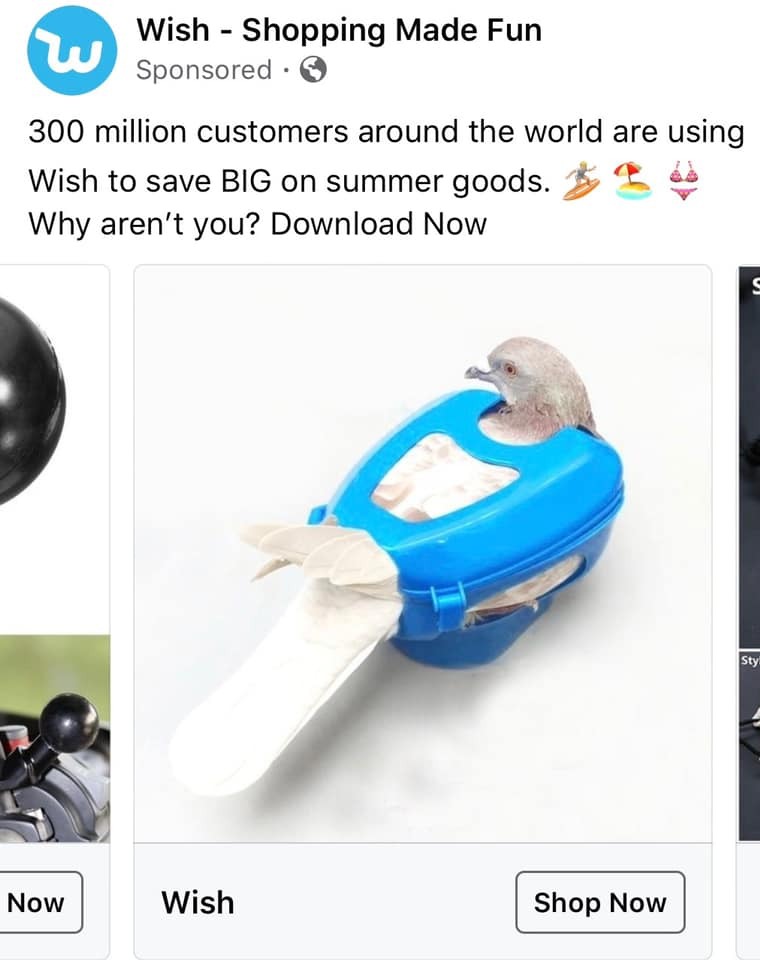 Wish - Shopping Made Fun
Sponsored ·
300 million customers around the world are using
Wish to save BIG on summer goods. 🏄 🏖️ 👙
Why aren’t you? Download Now
S
Sty
Now
Wish
Shop Now